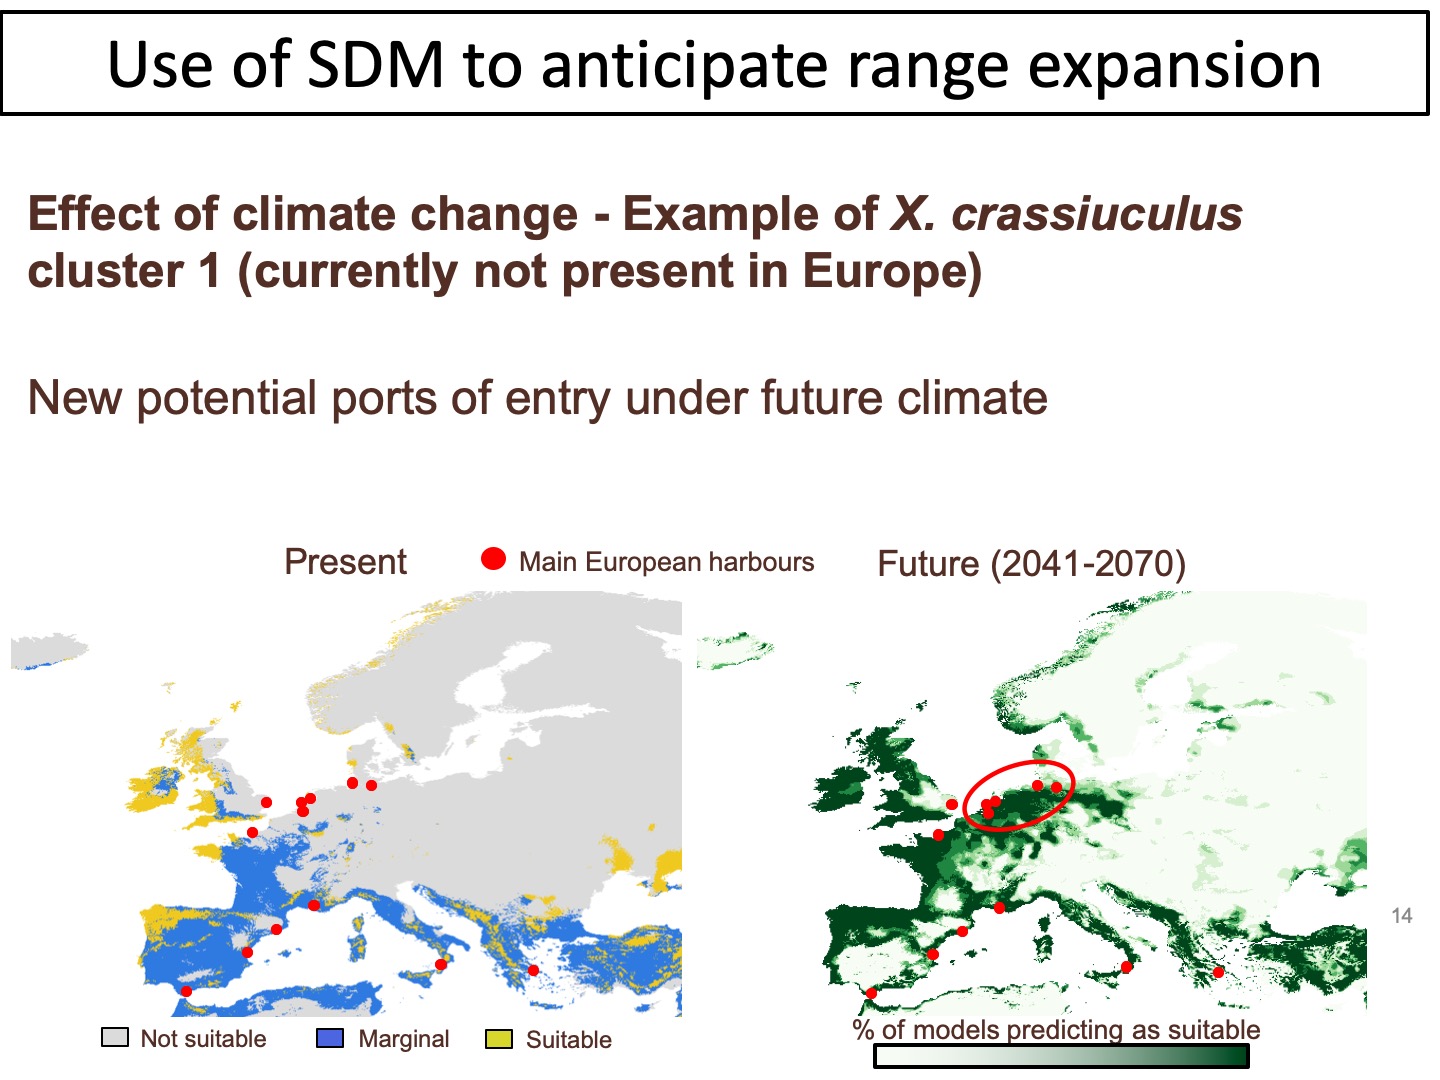 Use of SDM to anticipate range expansion
Effect of climate change - Example of X. crassiuculus
cluster 1 (currently not present in Europe)
New potential ports of entry under future climate
Present
Main European harbours
Future (2041-2070)
14
Not suitable
Marginal
Suitable
% of models predicting as suitable